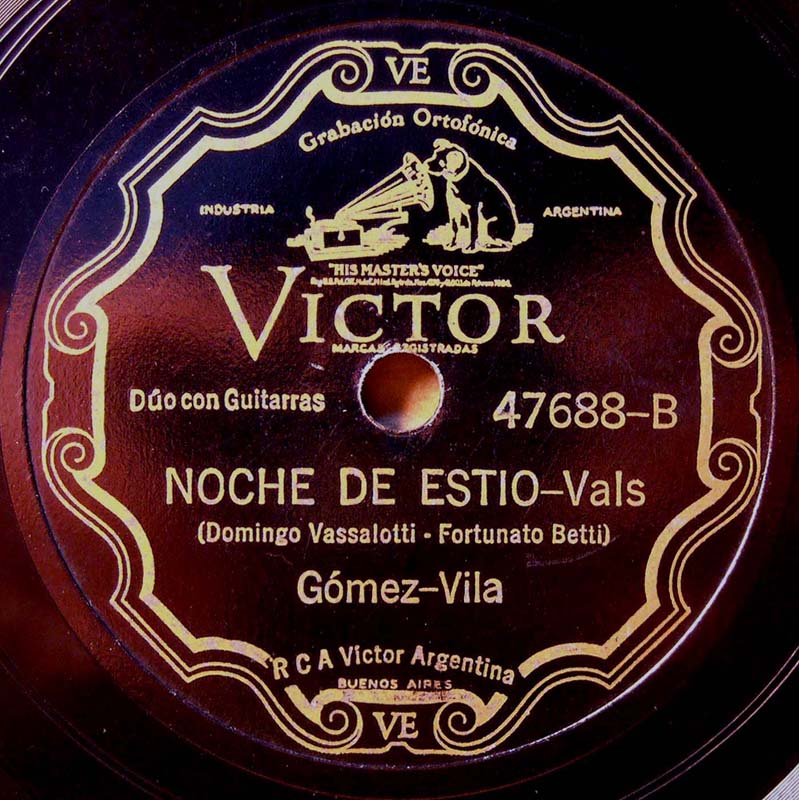 VE
Grabación Ortofónica
INDUSTRIA
ARGENTINA
"HIS MASTER'S VOICE"
VICTOR
MARCAS REGISTRADAS
Dúo con Guitarras
47688-B
NOCHE DE ESTIO-Vals
(Domingo Vassalotti - Fortunato Betti)
Gómez-Vila
RCA Victor Argentina
BUENOS AIRES
VE